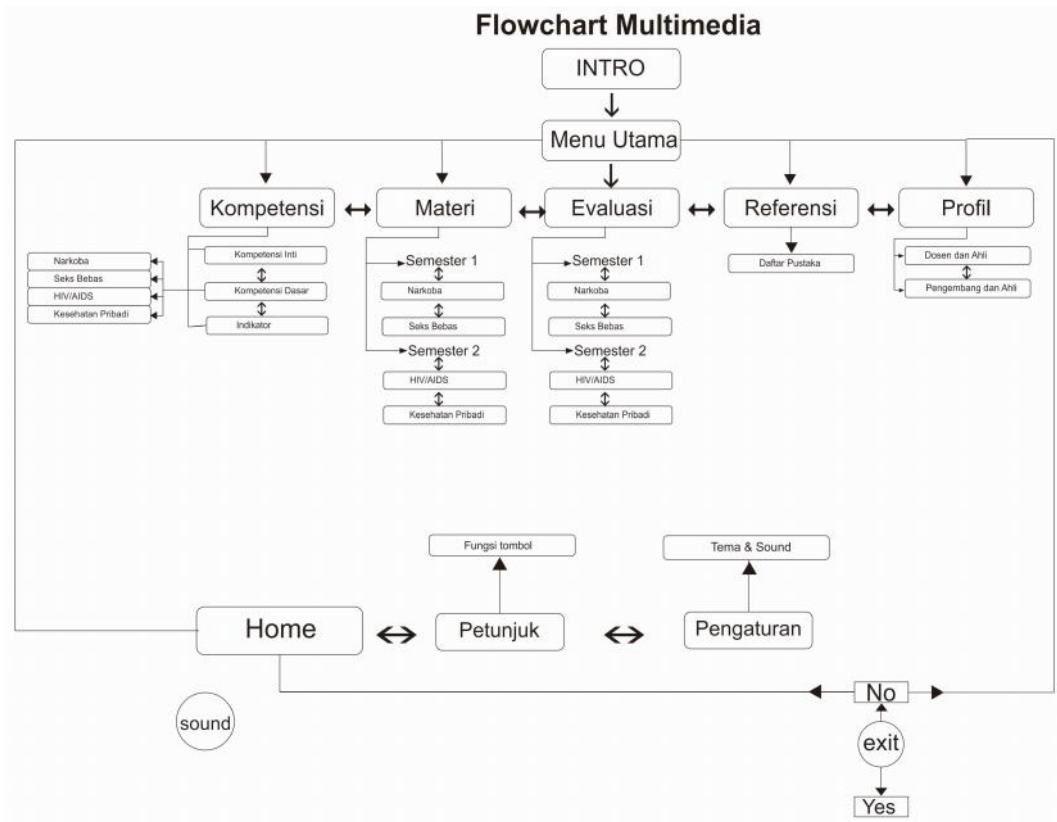 Flowchart Multimedia
INTRO
Menu Utama
Kompetensi
Materi
Evaluasi
Referensi
Profil
Narkoba
Seks Bebas
HIV/AIDS
Kesehatan Pribadi
Kompetensi Inti
Kompetensi Dasar
Indikator
Semester 1
Narkoba
Seks Bebas
Semester 2
HIV/AIDS
Kesehatan Pribadi
Semester 1
Narkoba
Seks Bebas
Semester 2
HIV/AIDS
Kesehatan Pribadi
Daftar Pustaka
Dosen dan Ahli
Pengembang dan Ahli
Fungsi tombol
Tema & Sound
Home
Petunjuk
Pengaturan
sound
No
exit
Yes